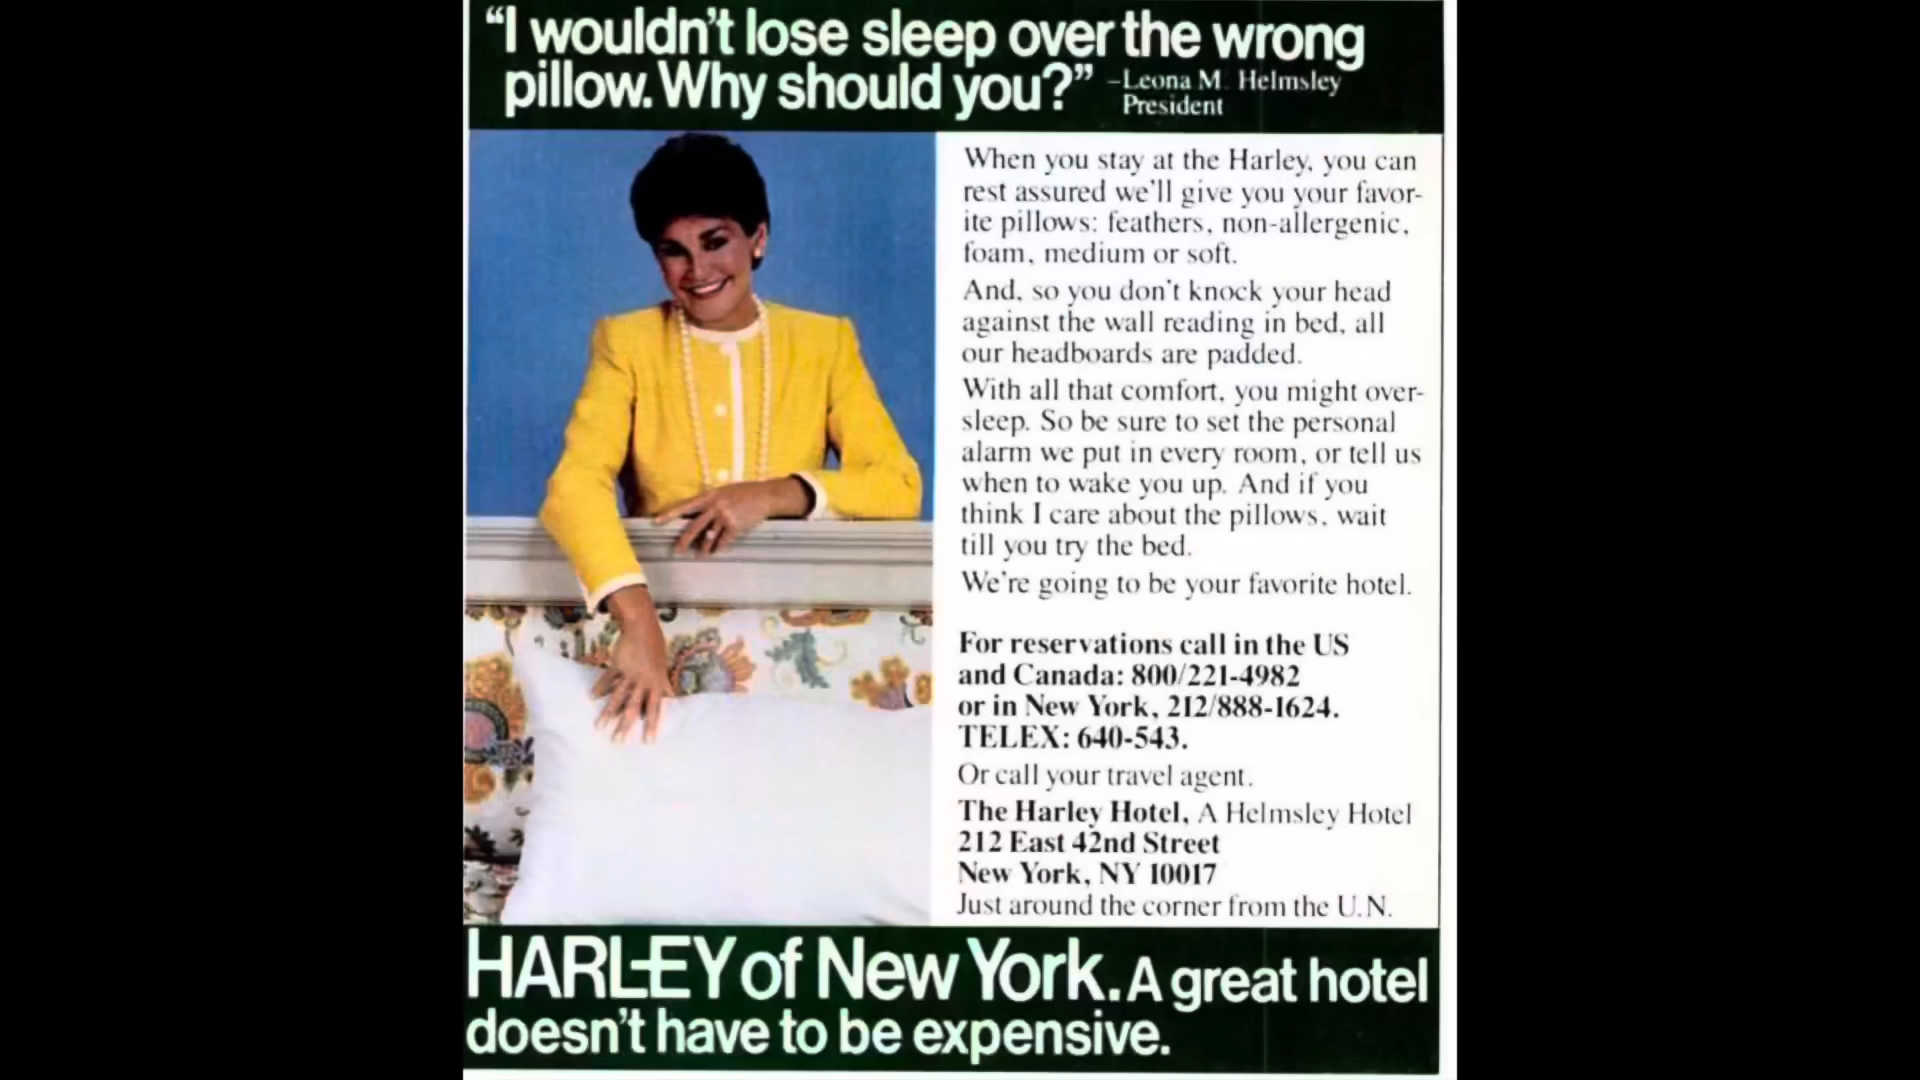 “I wouldn't lose sleep over the wrong
pillow. Why should you?”
–Leona M. Helmsley
President
When you stay at the Harley, you can
rest assured we'll give you your favor-
ite pillows: feathers, non-allergenic,
foam, medium or soft.
And, so you don't knock your head
against the wall reading in bed, all
our headboards are padded.
With all that comfort, you might over-
sleep. So be sure to set the personal
alarm we put in every room, or tell us
when to wake you up. And if you
think I care about the pillows, wait
till you try the bed.
We're going to be your favorite hotel.
For reservations call in the US
and Canada: 800/221-4982
or in New York, 212/888-1624.
TELEX: 640-543.
Or call your travel agent.
The Harley Hotel, A Helmsley Hotel
212 East 42nd Street
New York, NY 10017
Just around the corner from the U.N.
HARLEY of New York. A great hotel
doesn't have to be expensive.